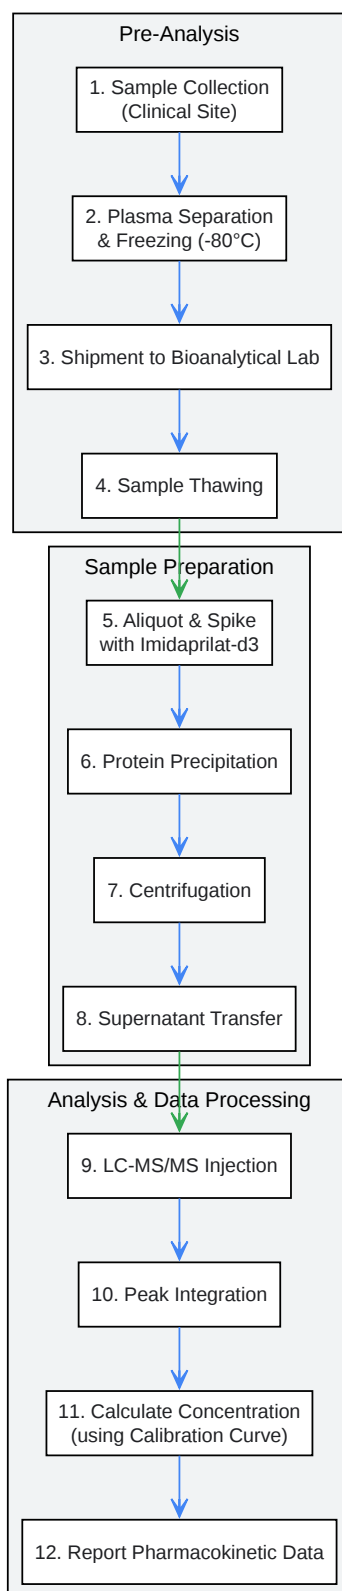 Pre-Analysis
1. Sample Collection
(Clinical Site)
2. Plasma Separation
& Freezing (-80°C)
3. Shipment to Bioanalytical Lab
4. Sample Thawing
Sample Preparation
5. Aliquot & Spike
with Imidaprilat-d3
6. Protein Precipitation
7. Centrifugation
8. Supernatant Transfer
Analysis & Data Processing
9. LC-MS/MS Injection
10. Peak Integration
11. Calculate Concentration
(using Calibration Curve)
12. Report Pharmacokinetic Data